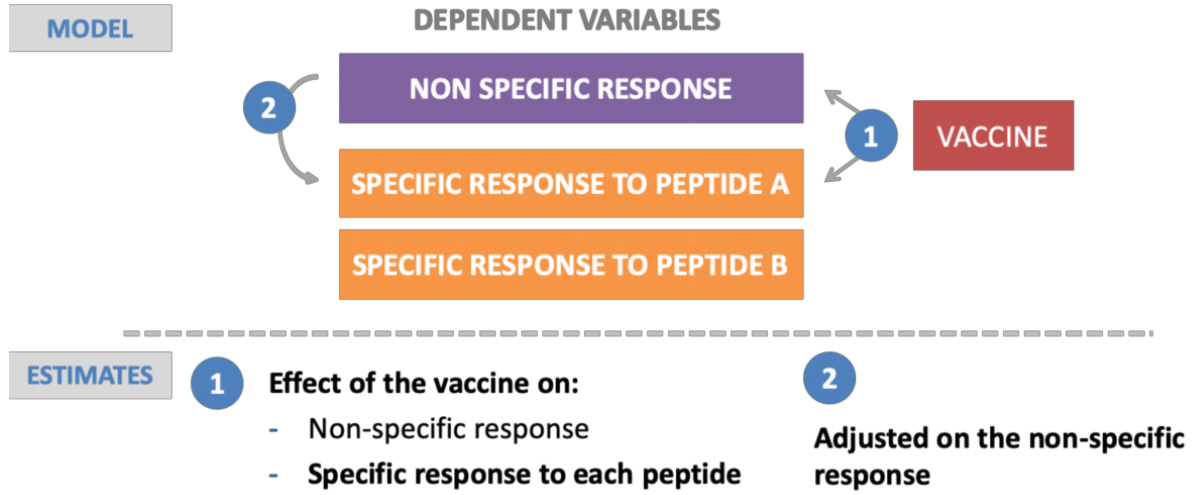 MODEL
DEPENDENT VARIABLES
NON SPECIFIC RESPONSE
2
1
VACCINE
SPECIFIC RESPONSE TO PEPTIDE A
SPECIFIC RESPONSE TO PEPTIDE B
ESTIMATES
1
Effect of the vaccine on:
- Non-specific response
- Specific response to each peptide
2
Adjusted on the non-specific
response